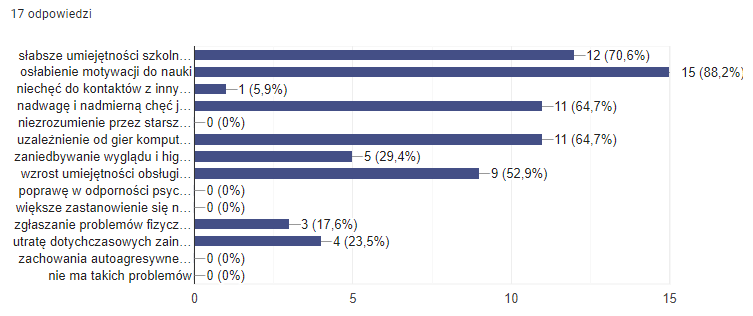 17 odpowiedzi
słabsze umiejętności szkoln…
12 (70,6%)
osłabienie motywacji do nauki
15 (88,2%)
niechęć do kontaktów z inny…
1 (5,9%)
nadwagę i nadmierną chęć j…
11 (64,7%)
niezrozumienie przez starsz…
0 (0%)
uzależnienie od gier komput…
11 (64,7%)
zaniedbywanie wyglądu i hig…
5 (29,4%)
wzrost umiejętności obsługi…
9 (52,9%)
poprawę w odporności psyc…
0 (0%)
większe zastanowienie się n…
0 (0%)
zgłaszanie problemów fizycz…
3 (17,6%)
utratę dotychczasowych zain…
4 (23,5%)
zachowania autoagresywne…
0 (0%)
nie ma takich problemów
0 (0%)
0 5 10 15